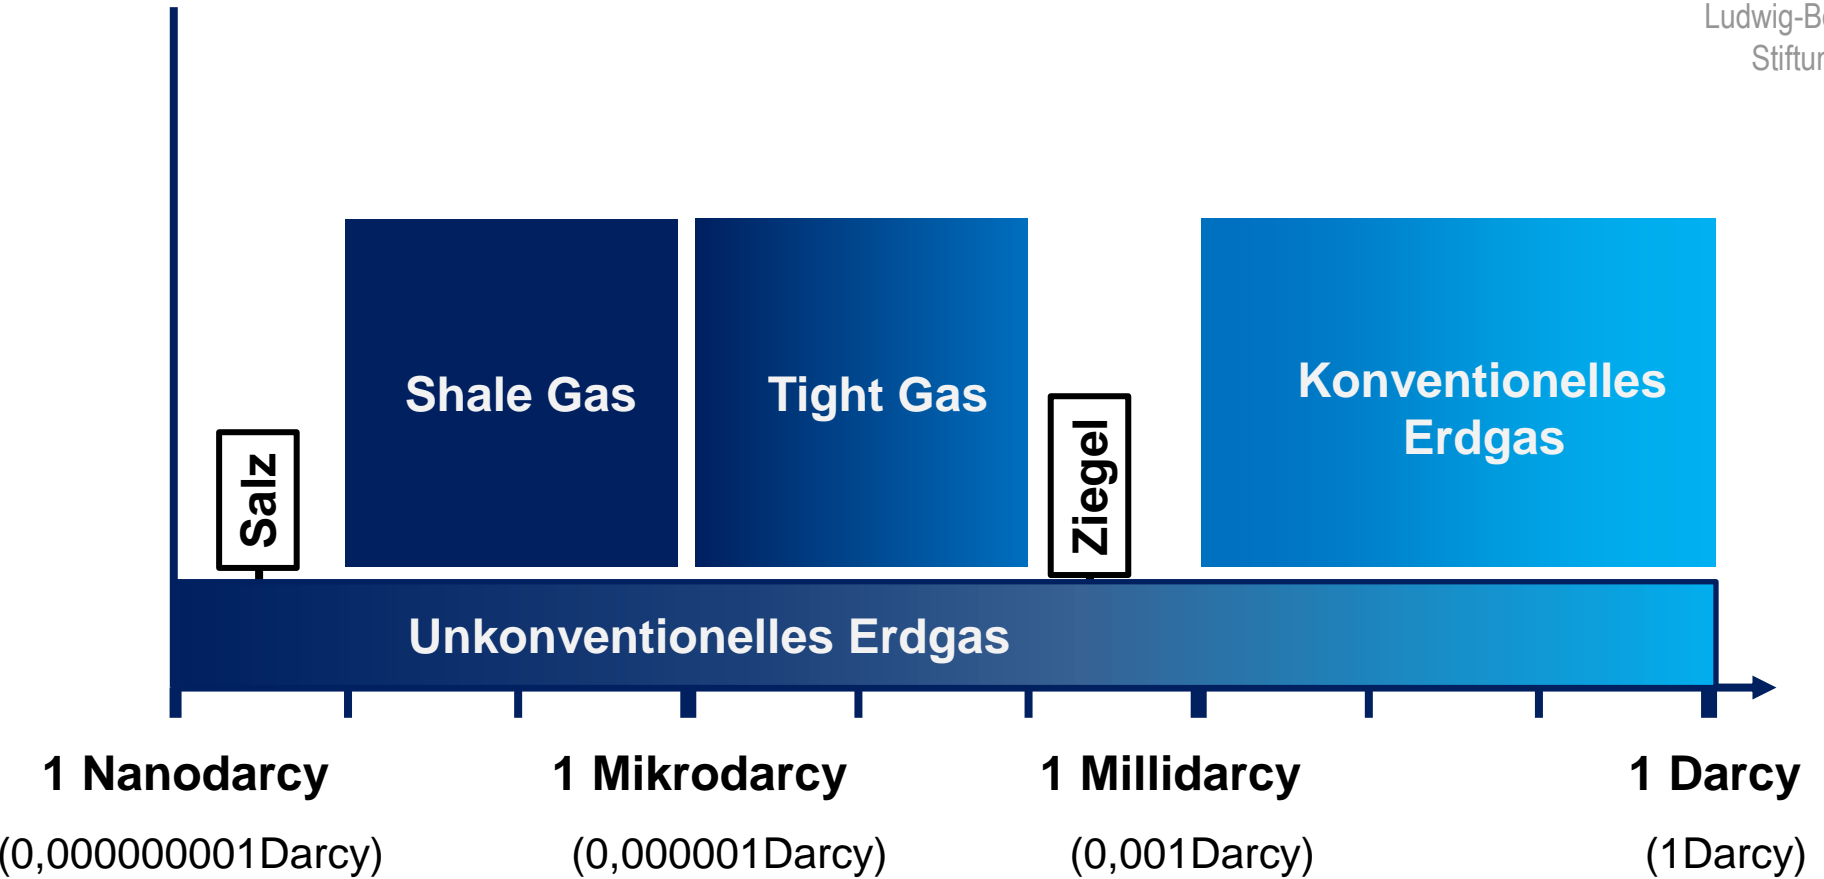 Stiftur
Shale Gas
Tight Gas
Konventionelles
Erdgas
Salz
Ziegel
Unkonventionelles Erdgas
1 Nanodarcy
1 Mikrodarcy
1 Millidarcy
1 Darcy
(0,000000001Darcy)
(0,000001Darcy)
(0,001Darcy)
(1Darcy)